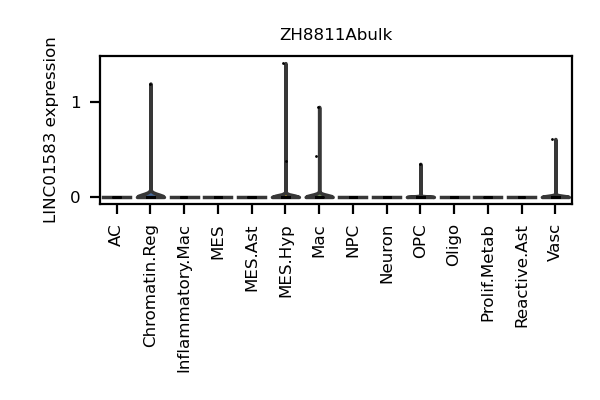 ZH8811Abulk
LINC01583 expression
1
0
AC
Chromatin.Reg
Inflammatory.Mac
MES
MES.Ast
MES.Hyp
Mac
NPC
Neuron
OPC
Oligo
Prolif.Metab
Reactive.Ast
Vasc